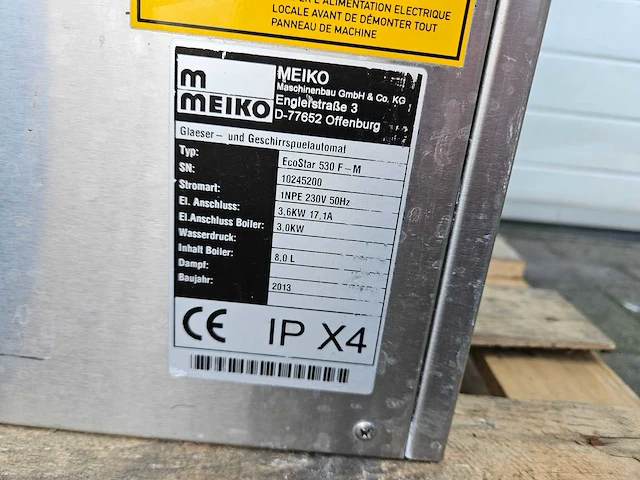 L'ALIMENTATION ELECTRIQUE
LOCALE AVANT DE DÉMONTER TOUT
PANNEAU DE MACHINE
m
MEIKO
MEIKO
Maschinenbau GmbH & Co. KG
Englerstraße 3
D-77652 Offenburg
Glaeser- und Geschirrspuelautomat
Typ: EcoStar 530 F-M
SN: 10245200
Stromart: 1NPE 230V 50Hz
El. Anschluss: 3,6KW 17,1A
El.Anschluss Boiler: 3,0KW
Wasserdruck:
Inhalt Boiler: 8,0 L
Dampf:
Baujahr: 2013
CE IP X4